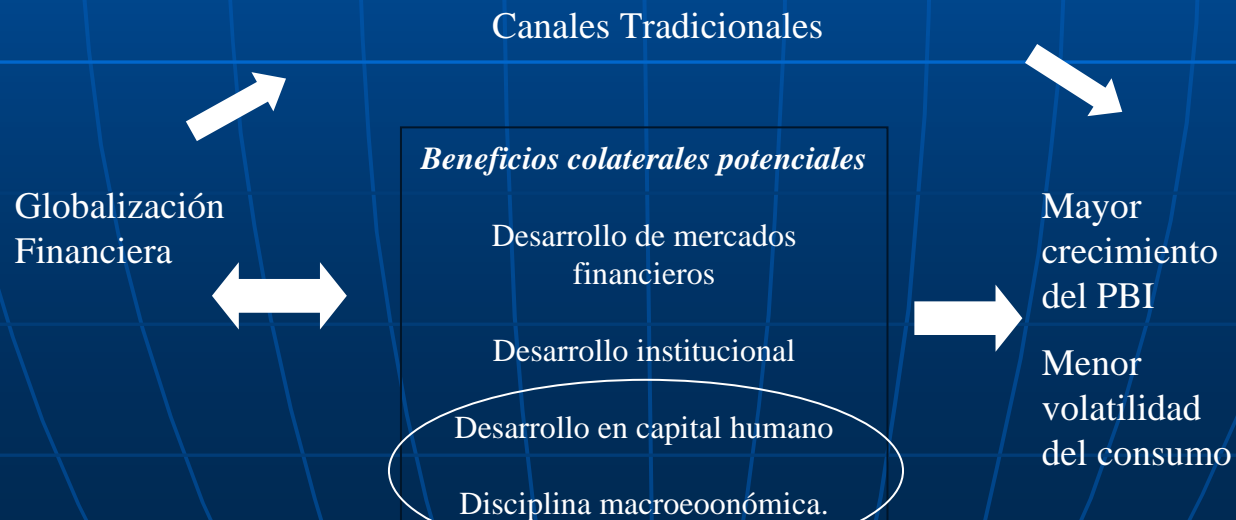 Canales Tradicionales
Beneficios colaterales potenciales
Globalización
Financiera
Desarrollo de mercados
financieros
Desarrollo institucional
Desarrollo en capital humano
Disciplina macroeoonómica.
Mayor
crecimiento
del PBI
Menor
volatilidad
del consumo